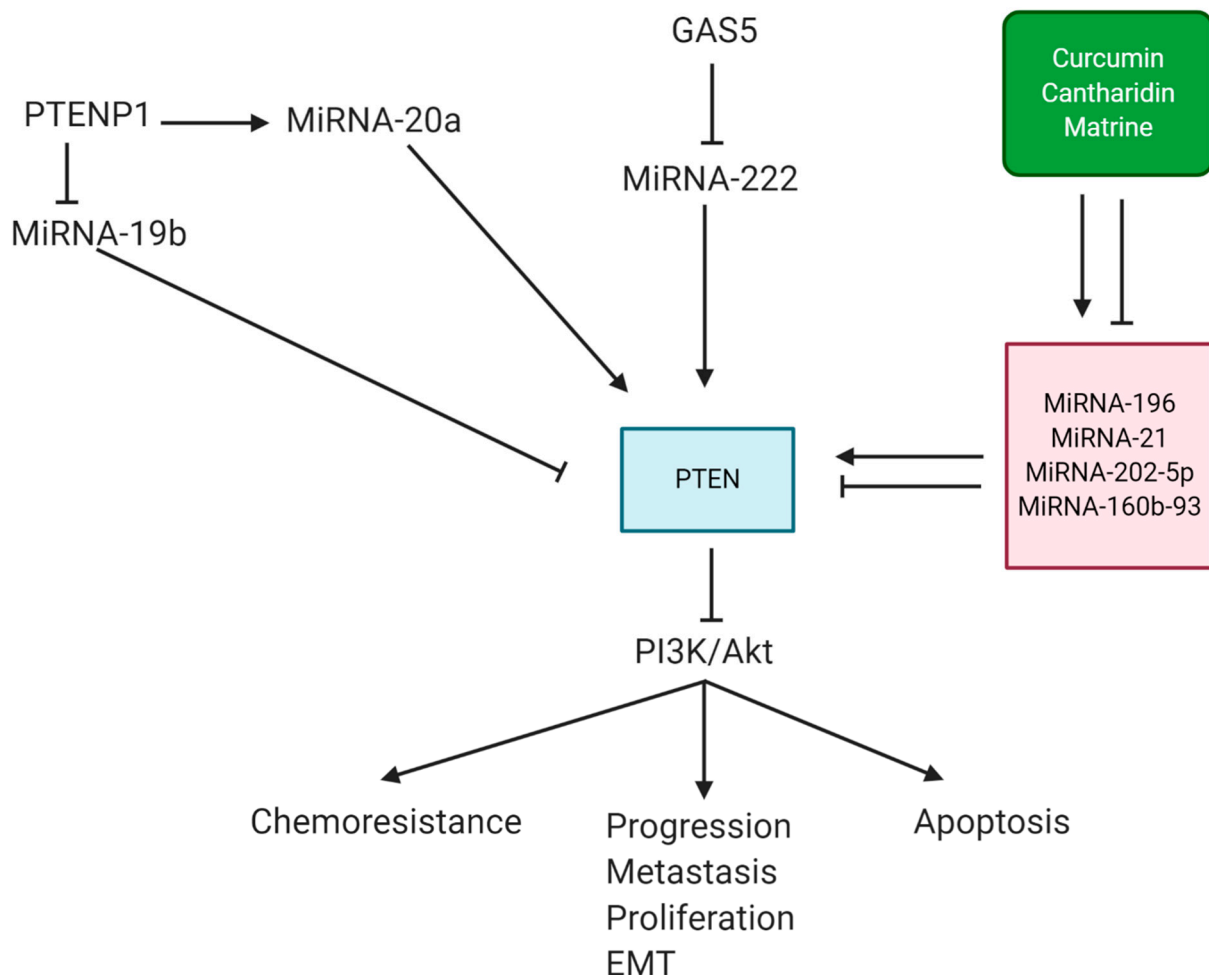 GAS5
Curcumin
Cantharidin
Matrine
PTENP1
MiRNA-20a
MiRNA-222
MiRNA-19b
MiRNA-196
MiRNA-21
MiRNA-202-5p
MiRNA-160b-93
PTEN
PI3K/Akt
Chemoresistance
Progression
Metastasis
Proliferation
EMT
Apoptosis